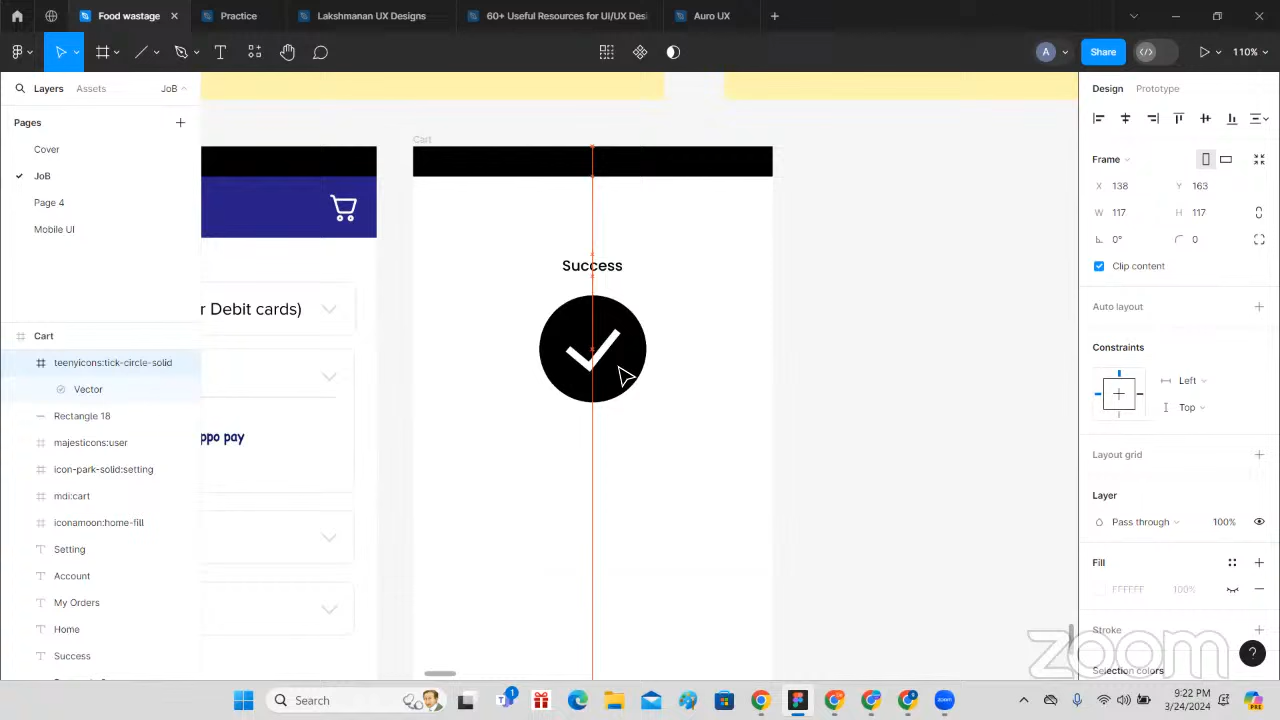 Food wastage
Practice
Lakshmanan UX Designs
60+ Useful Resources for UI/UX Des
Auro UX
A
Share
110%
Layers
Assets
JoB
Design
Prototype
Pages
Cover
JoB
Page 4
Mobile UI
Cart
teenyicons:tick-circle-solid
Vector
Rectangle 18
majesticons:user
icon-park-solid:setting
mdi:cart
iconamoon:home-fill
Setting
Account
My Orders
Home
Success
Cart
r Debit cards)
ppo pay
Success
Frame
X 138
Y 163
W 117
H 117
0°
0
Clip content
Auto layout
Constraints
Left
Top
Layout grid
Layer
Pass through
100%
Fill
FFFFFF
100%
Stroke
Selection colors
zoom
?
Search
1
zoom
9:22 PM
3/24/2024
PRE